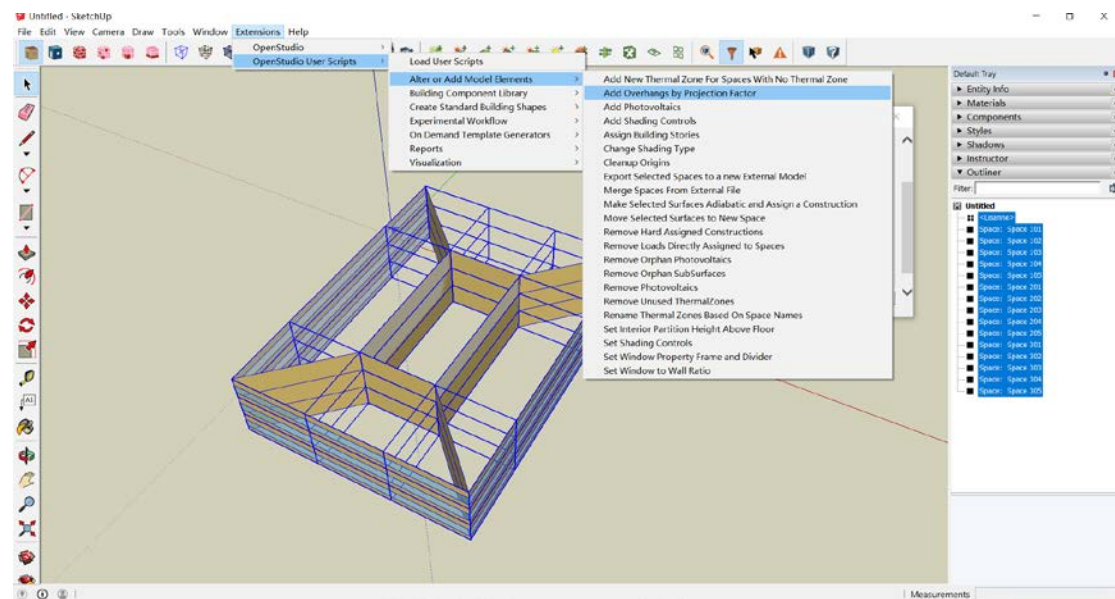 Untitled - SketchUp
File Edit View Camera Draw Tools Window Extensions Help
OpenStudio
OpenStudio User Scripts
Load User Scripts
Alter or Add Model Elements
Building Component Library
Create Standard Building Shapes
Experimental Workflow
On Demand Template Generators
Reports
Visualization
Add New Thermal Zone For Spaces With No Thermal Zone
Add Overhangs by Projection Factor
Add Photovoltaics
Add Shading Controls
Assign Building Stories
Change Shading Type
Cleanup Origins
Export Selected Spaces to a new External Model
Merge Spaces From External File
Make Selected Surfaces Adiabatic and Assign a Construction
Move Selected Surfaces to New Space
Remove Hard Assigned Constructions
Remove Loads Directly Assigned to Spaces
Remove Orphan Photovoltaics
Remove Orphan SubSurfaces
Remove Photovoltaics
Remove Unused ThermalZones
Rename Thermal Zones Based On Space Names
Set Interior Partition Height Above Floor
Set Shading Controls
Set Window Property Frame and Divider
Set Window to Wall Ratio
Default Tray
Entity Info
Materials
Components
Styles
Shadows
Instructor
Outliner
Filter:
Untitled
Space: Space 101
Space: Space 102
Space: Space 103
Space: Space 104
Space: Space 105
Space: Space 201
Space: Space 202
Space: Space 203
Space: Space 204
Space: Space 205
Space: Space 301
Space: Space 302
Space: Space 303
Space: Space 304
Space: Space 305
Measurements